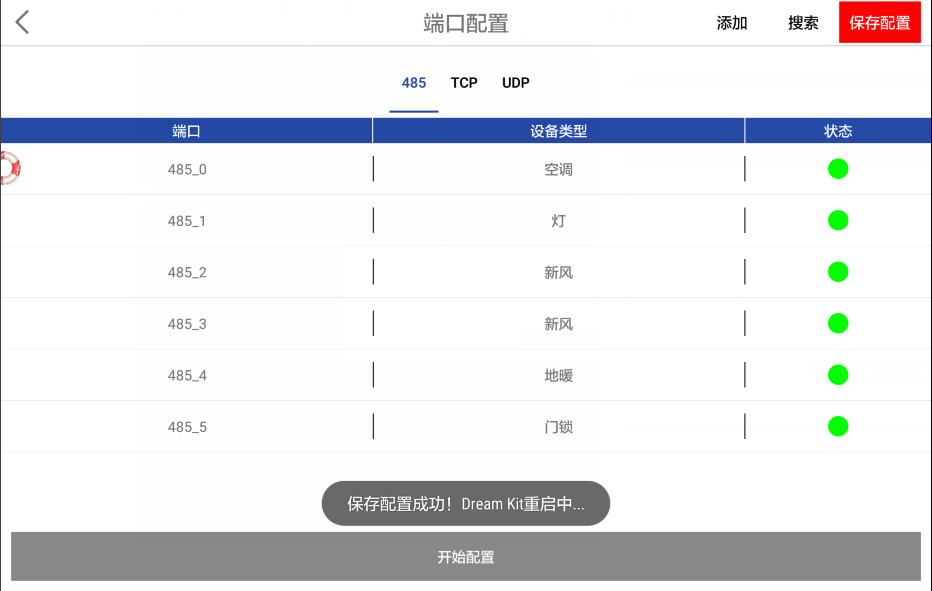 端口配置 添加 搜索 保存配置
485 TCP UDP
端口 设备类型 状态
485_0 空调
485_1 灯
485_2 新风
485_3 新风
485_4 地暖
485_5 门锁
保存配置成功！Dream Kit重启中...
开始配置